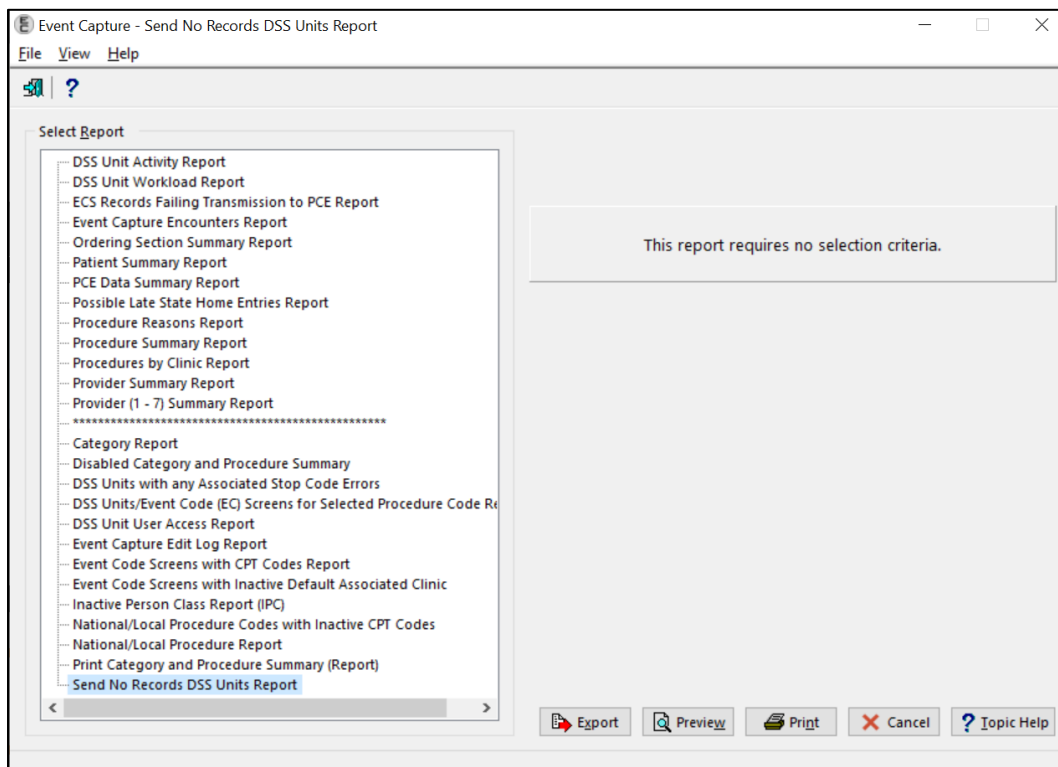 Event Capture - Send No Records DSS Units Report
File View Help
?
Select Report
DSS Unit Activity Report
DSS Unit Workload Report
ECS Records Failing Transmission to PCE Report
Event Capture Encounters Report
Ordering Section Summary Report
Patient Summary Report
PCE Data Summary Report
Possible Late State Home Entries Report
Procedure Reasons Report
Procedure Summary Report
Procedures by Clinic Report
Provider Summary Report
Provider (1 - 7) Summary Report
**************************************************
Category Report
Disabled Category and Procedure Summary
DSS Units with any Associated Stop Code Errors
DSS Units/Event Code (EC) Screens for Selected Procedure Code Re
DSS Unit User Access Report
Event Capture Edit Log Report
Event Code Screens with CPT Codes Report
Event Code Screens with Inactive Default Associated Clinic
Inactive Person Class Report (IPC)
National/Local Procedure Codes with Inactive CPT Codes
National/Local Procedure Report
Print Category and Procedure Summary (Report)
Send No Records DSS Units Report
This report requires no selection criteria.
Export Preview Print Cancel ? Topic Help